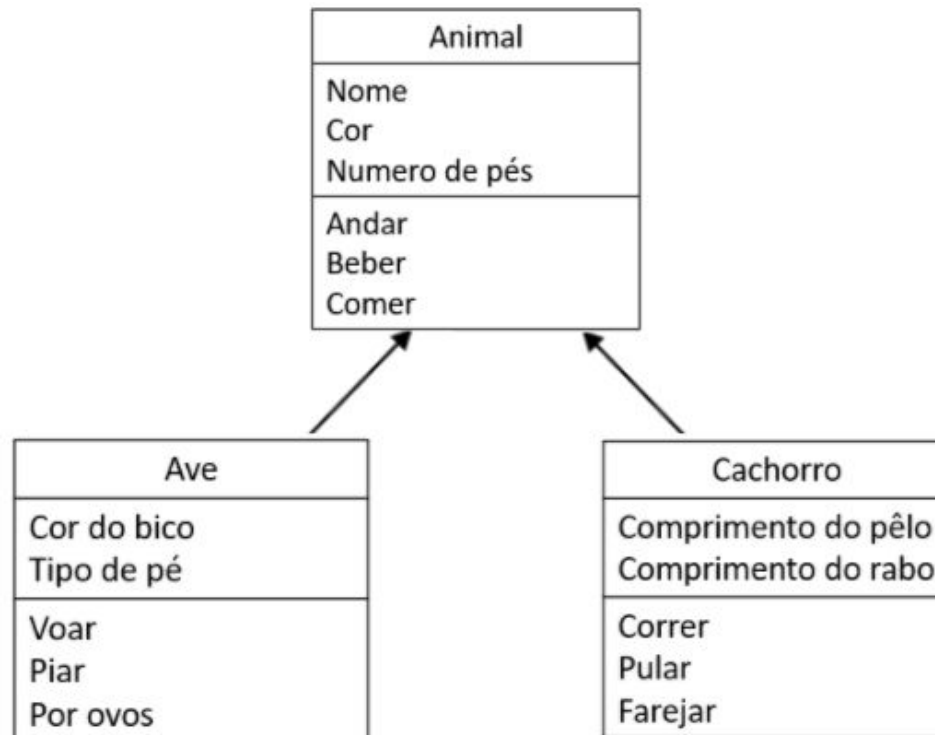 Animal
Nome
Cor
Numero de pés
Andar
Beber
Comer
Ave
Cor do bico
Tipo de pé
Voar
Piar
Por ovos
Cachorro
Comprimento do pêlo
Comprimento do rabo
Correr
Pular
Farejar